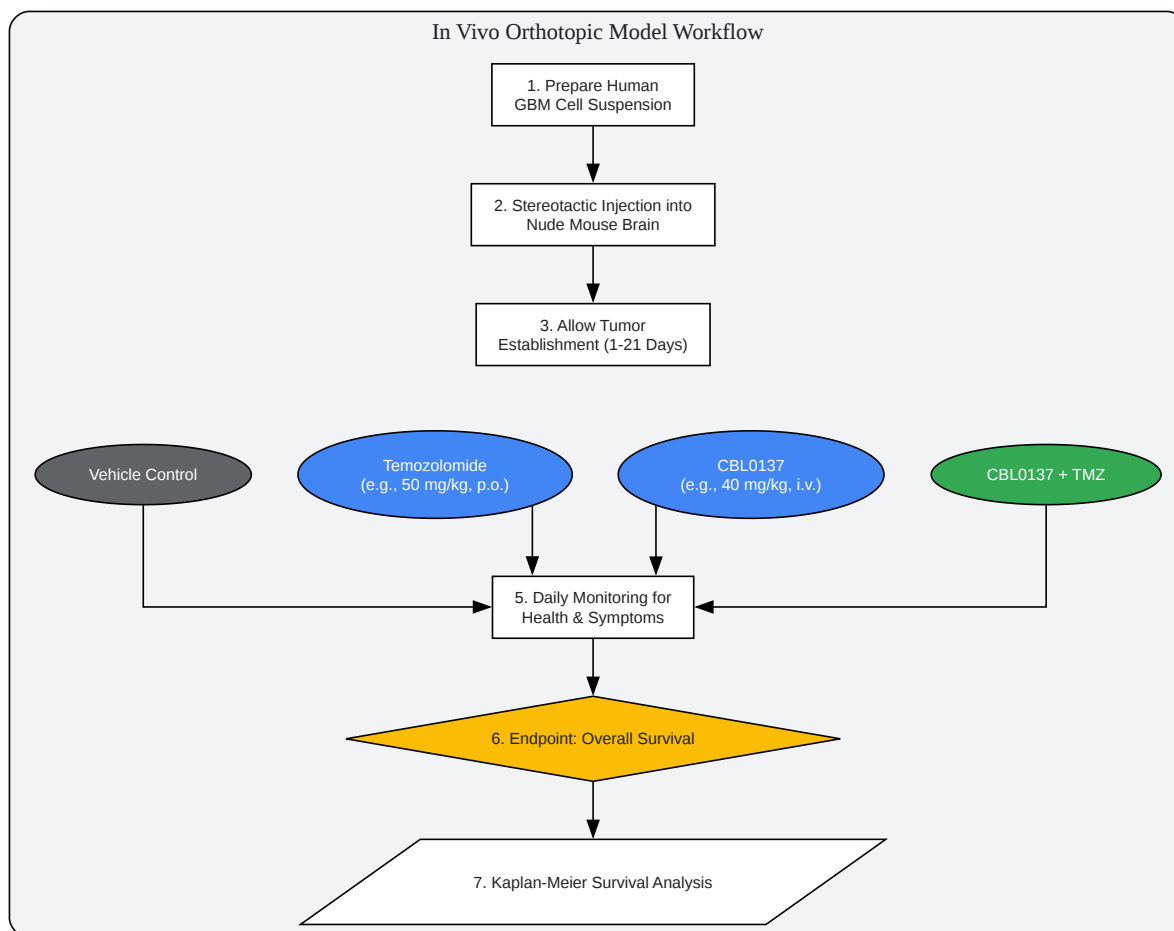 In Vivo Orthotopic Model Workflow
1. Prepare Human
GBM Cell Suspension
2. Stereotactic Injection into
Nude Mouse Brain
3. Allow Tumor
Establishment (1-21 Days)
Vehicle Control
Temozolomide
(e.g., 50 mg/kg, p.o.)
CBL0137
(e.g., 40 mg/kg, i.v.)
CBL0137 + TMZ
5. Daily Monitoring for
Health & Symptoms
6. Endpoint: Overall Survival
7. Kaplan-Meier Survival Analysis